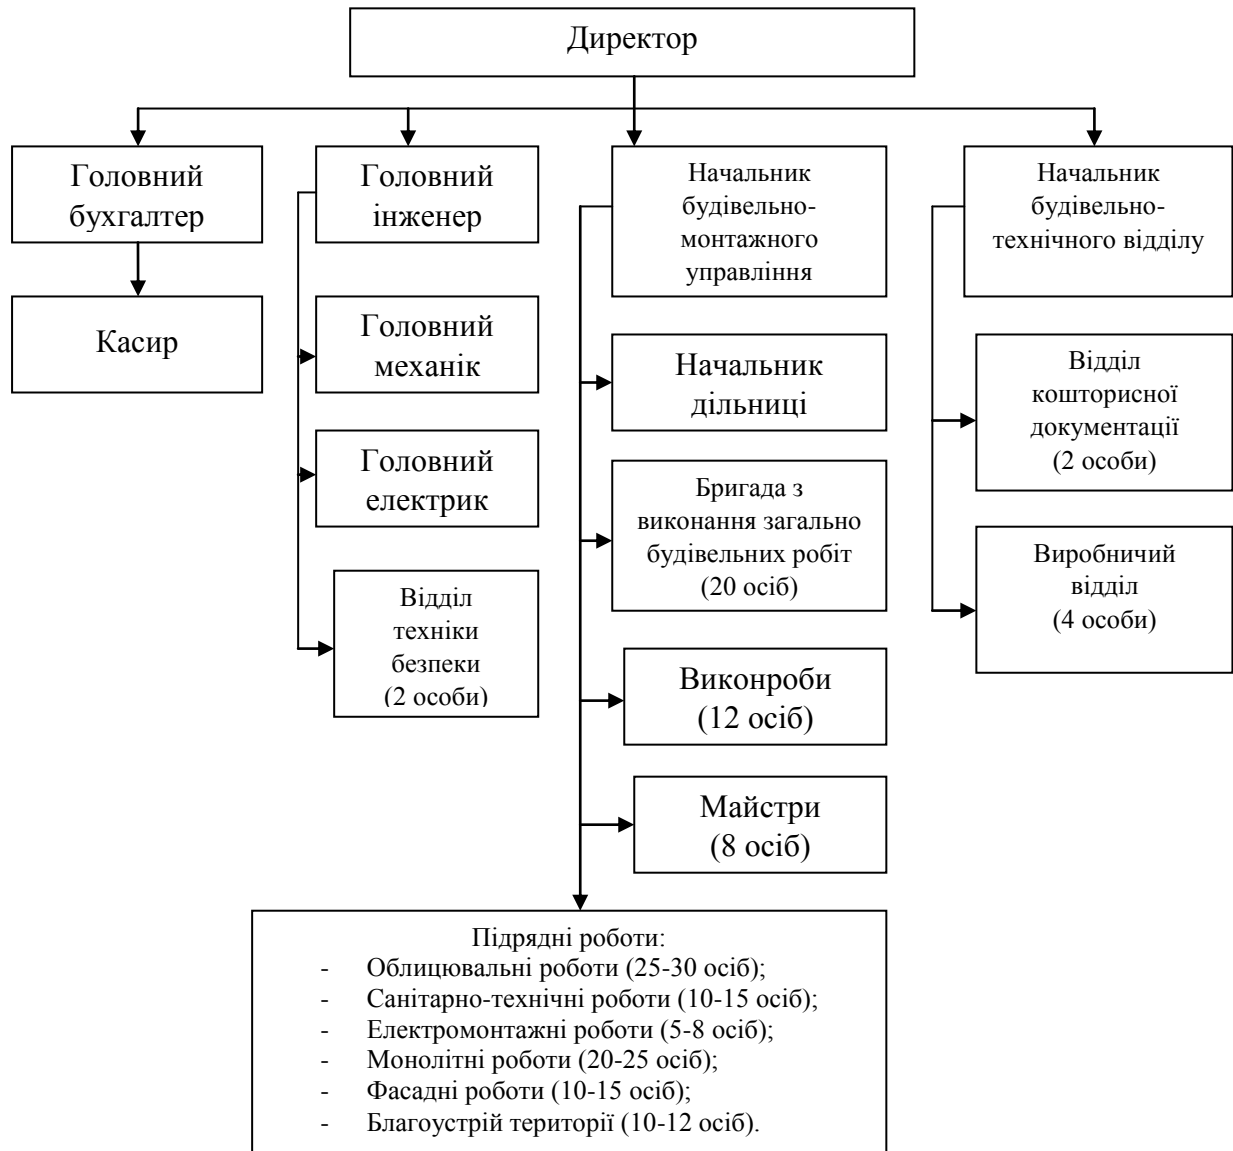 Директор
Головний
бухгалтер
Касир
Головний
інженер
Головний
механік
Головний
електрик
Відділ
техніки
безпеки
(2 особи)
Начальник
будівельно-
монтажного
управління
Начальник
дільниці
Бригада з
виконання загально
будівельних робіт
(20 осіб)
Виконроби
(12 осіб)
Майстри
(8 осіб)
Начальник
будівельно-
технічного відділу
Відділ
кошторисної
документації
(2 особи)
Виробничий
відділ
(4 особи)
Підрядні роботи:
- Облицювальні роботи (25-30 осіб);
- Санітарно-технічні роботи (10-15 осіб);
- Електромонтажні роботи (5-8 осіб);
- Монолітні роботи (20-25 осіб);
- Фасадні роботи (10-15 осіб);
- Благоустрій території (10-12 осіб).